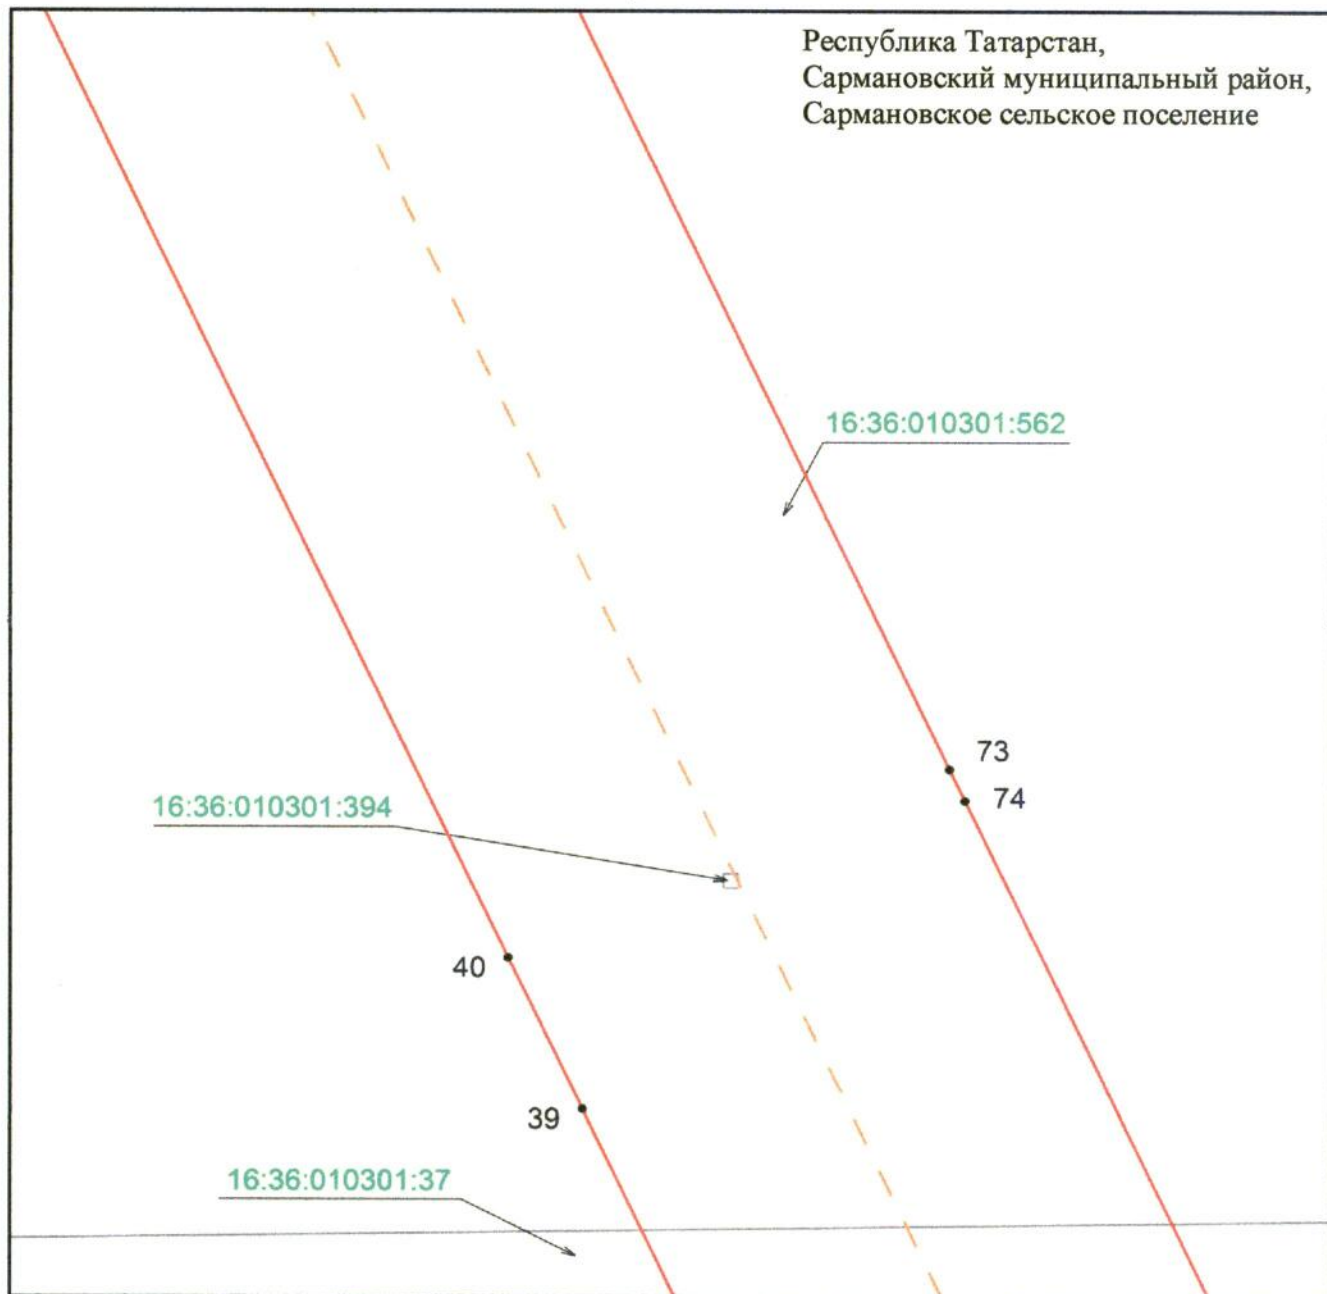 Республика Татарстан,
Сармановский муниципальный район,
Сармановское сельское поселение
16:36:010301:562
73
74
16:36:010301:394
40
39
16:36:010301:37